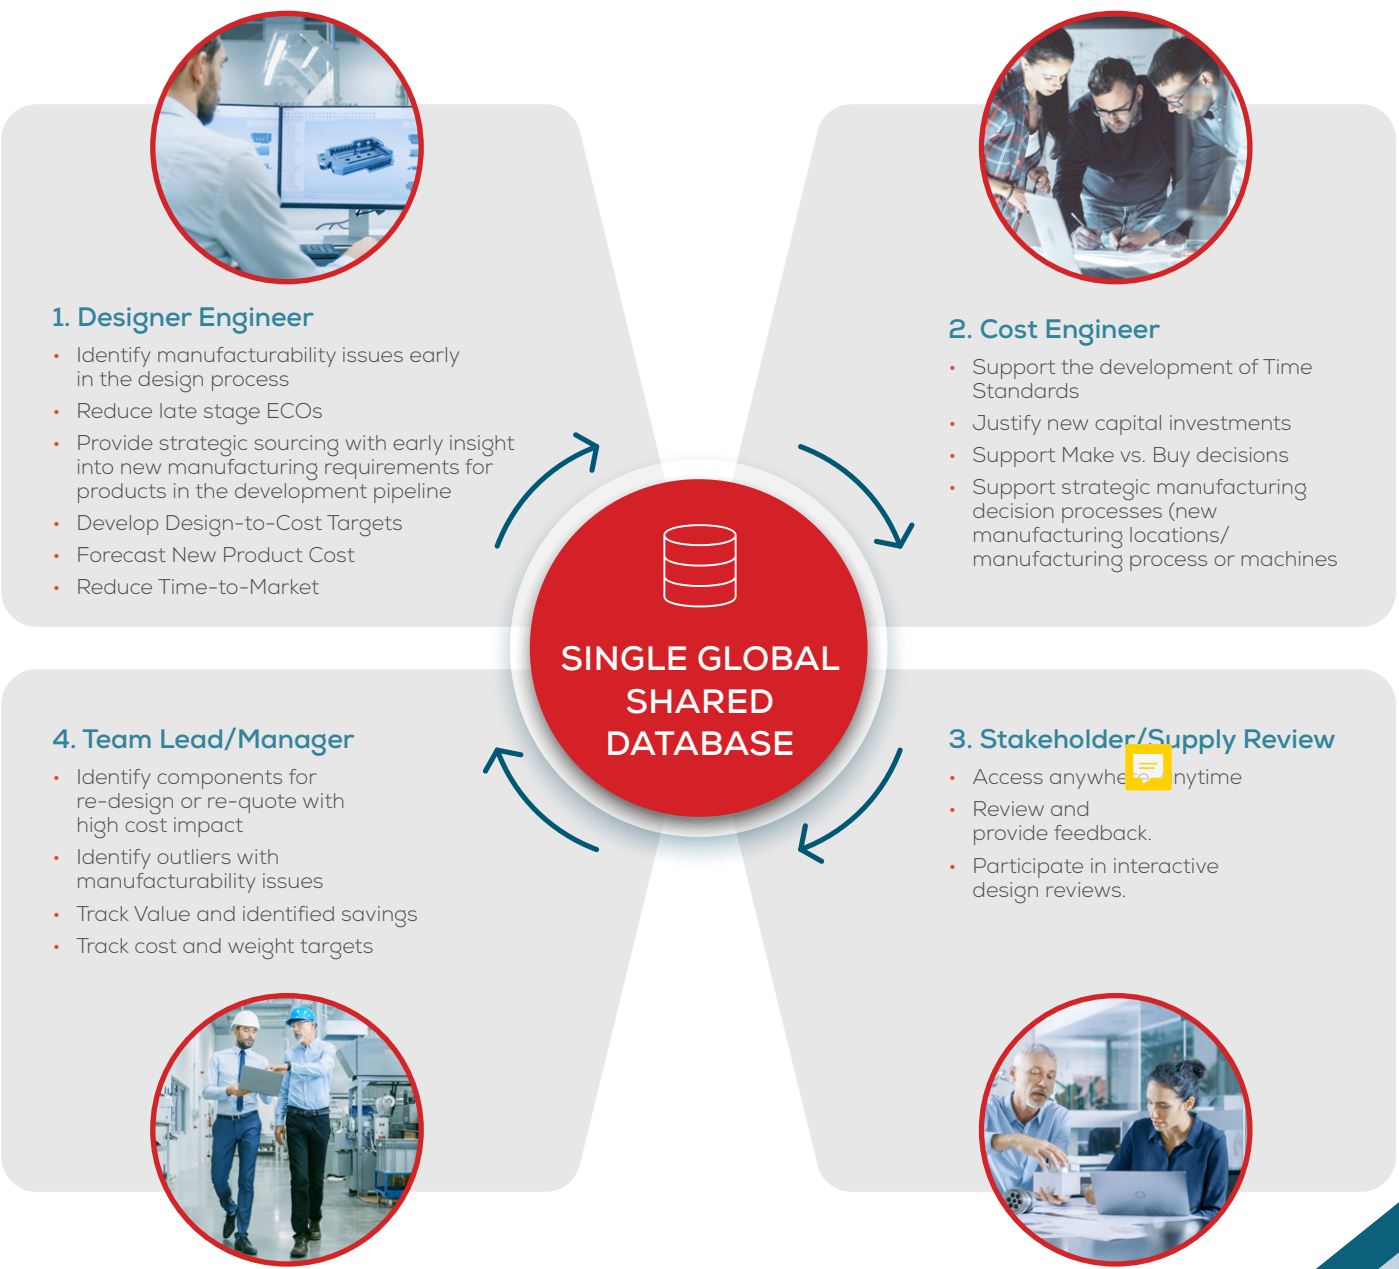 1. Designer Engineer
• Identify manufacturability issues early
in the design process
• Reduce late stage ECOs
• Provide strategic sourcing with early insight
into new manufacturing requirements for
products in the development pipeline
• Develop Design-to-Cost Targets
• Forecast New Product Cost
• Reduce Time-to-Market
2. Cost Engineer
• Support the development of Time
Standards
• Justify new capital investments
• Support Make vs. Buy decisions
• Support strategic manufacturing
decision processes (new
manufacturing locations/
manufacturing process or machines
SINGLE GLOBAL
SHARED
DATABASE
3. Stakeholder/Supply Review
• Access
• Review and
provide feedback.
• Participate in interactive
design reviews.
4. Team Lead/Manager
• Identify components for
re-design or re-quote with
high cost impact
• Identify outliers with
manufacturability issues
• Track Value and identified savings
• Track cost and weight targets